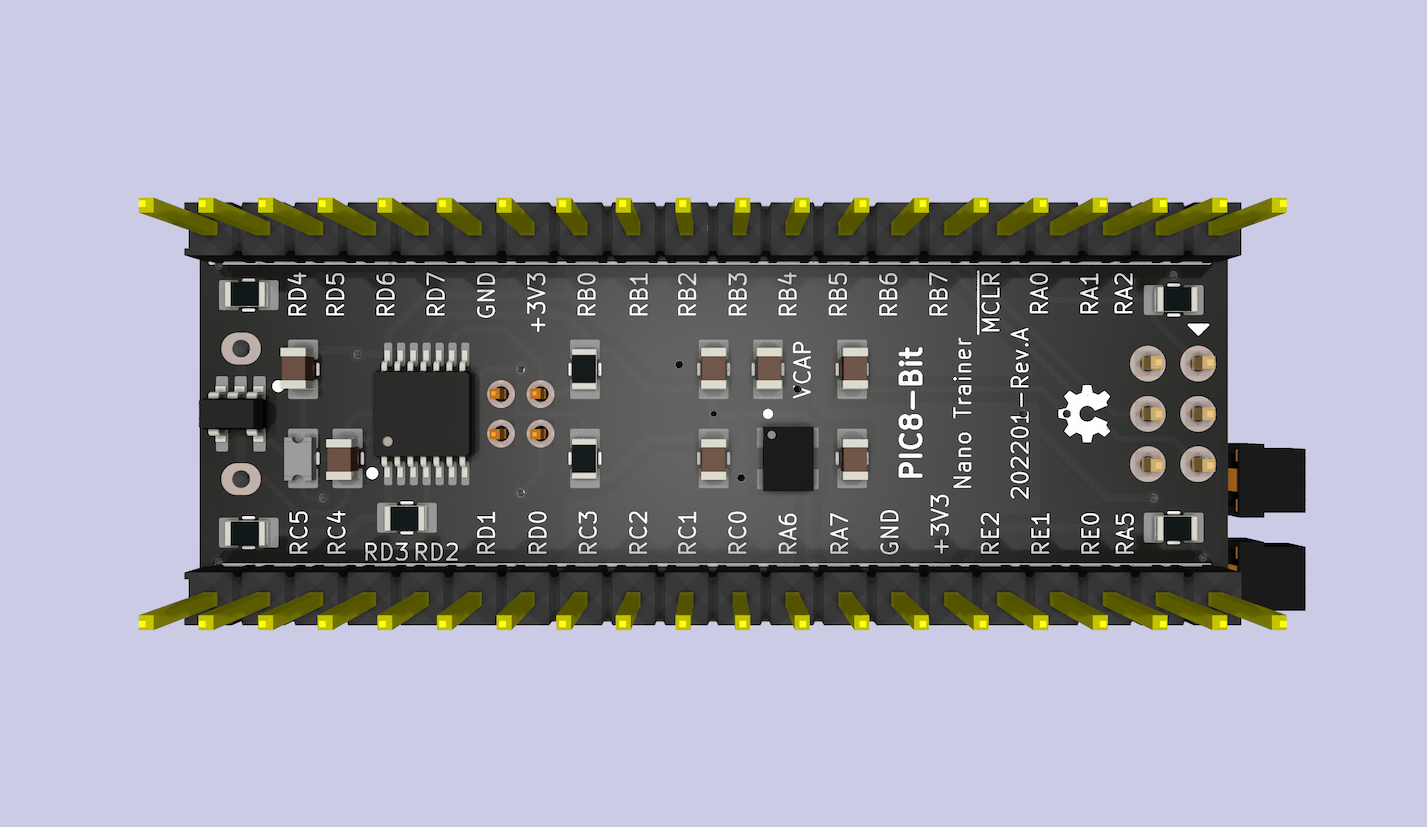 RD4
RD5
RD6
RD7
GND
+3V3
RB0
RB1
RB2
RB3
RB4
RB5
RB6
RB7
MCLR
RA0
RA1
RA2
VCAP
PIC8-Bit
Nano Trainer
202201-Rev.A
RC5
RC4
RD3
RD2
RD1
RD0
RC3
RC2
RC1
RC0
RA6
RA7
GND
+3V3
RE2
RE1
RE0
RA5